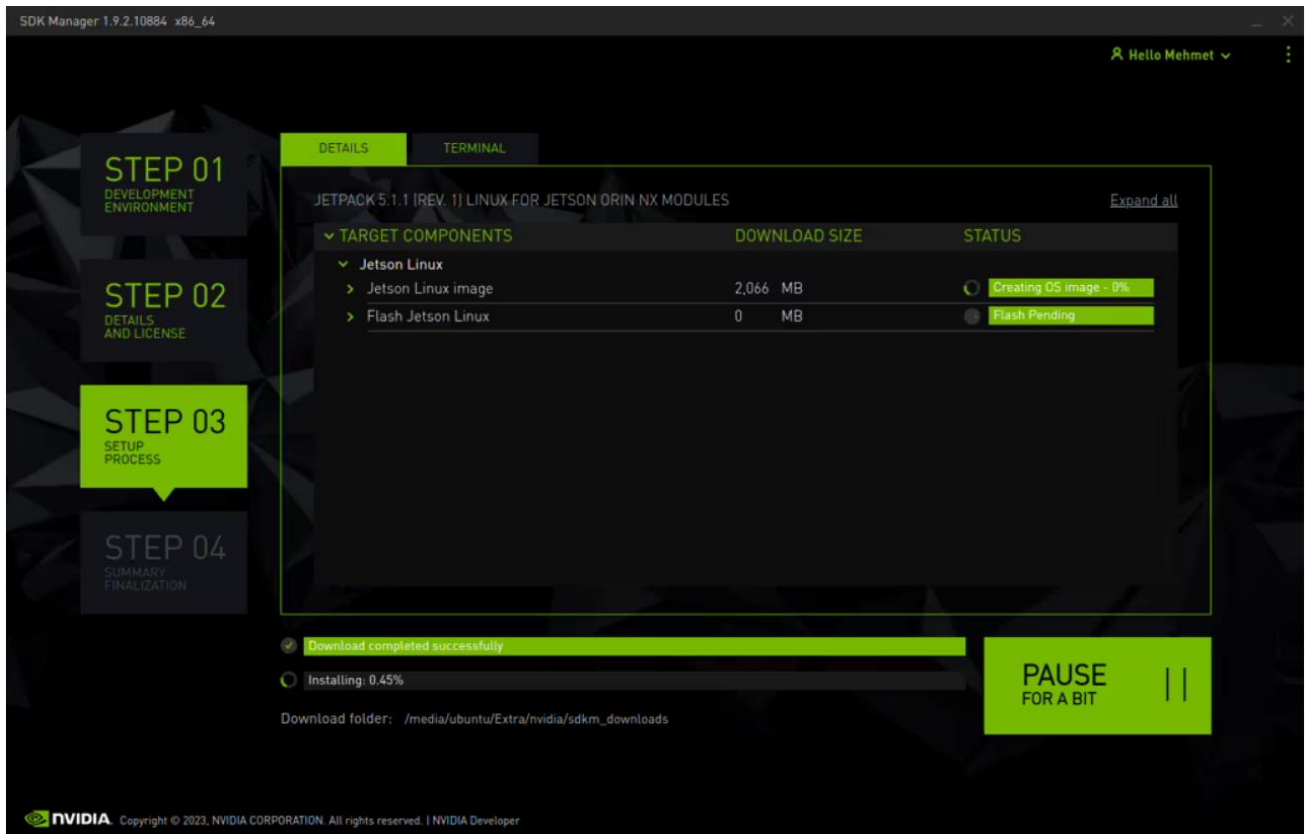 SDK Manager 1.9.2.10884 x86_64
Hello Mehmet
STEP 01
DEVELOPMENT
ENVIRONMENT
STEP 02
DETAILS
AND LICENSE
STEP 03
SETUP
PROCESS
STEP 04
SUMMARY
FINALIZATION
DETAILS TERMINAL
JETPACK 5.1.1 (REV. 1) LINUX FOR JETSON ORIN NX MODULES Expand all
TARGET COMPONENTS DOWNLOAD SIZE STATUS
Jetson Linux
Jetson Linux image 2,066 MB Creating OS image - 0%
Flash Jetson Linux 0 MB Flash Pending
Download completed successfully
Installing: 0.45%
Download folder: /media/ubuntu/Extra/nvidia/sdkm_downloads
PAUSE
FOR A BIT
NVIDIA. Copyright © 2023, NVIDIA CORPORATION. All rights reserved. | NVIDIA Developer